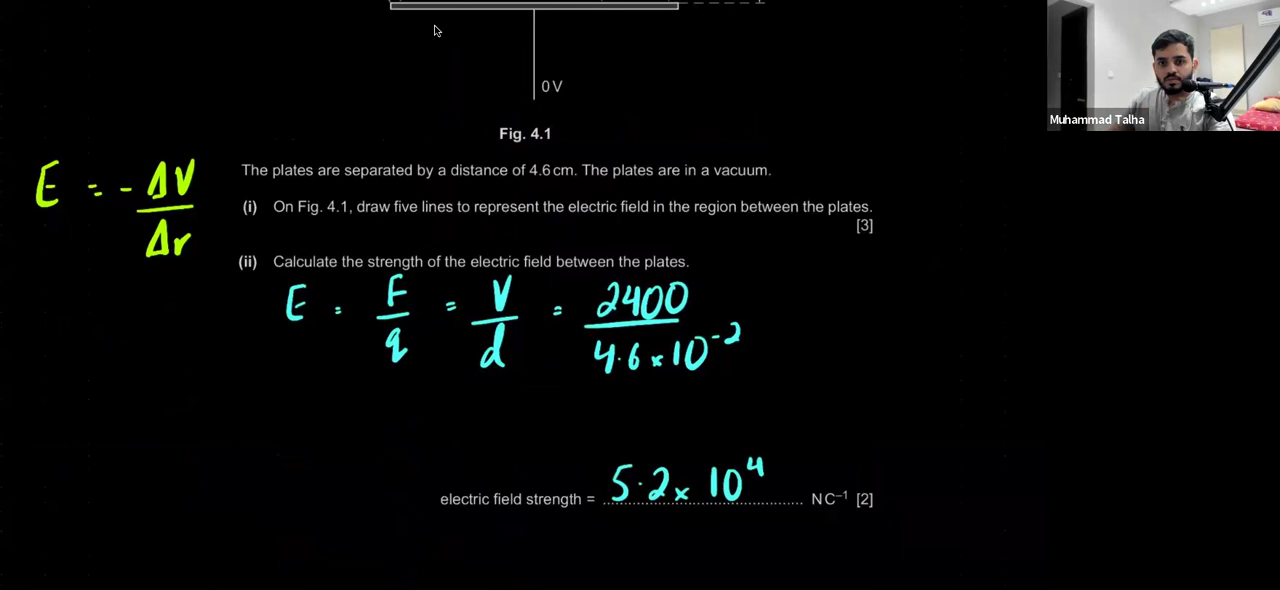 0 V
Muhammad Talha
Fig. 4.1
The plates are separated by a distance of 4.6 cm. The plates are in a vacuum.
E = - ΔV / Δr
(i) On Fig. 4.1, draw five lines to represent the electric field in the region between the plates.
[3]
(ii) Calculate the strength of the electric field between the plates.
E = F / q = V / d = 2400 / 4.6 × 10⁻²
electric field strength = 5.2 × 10⁴ N C⁻¹ [2]